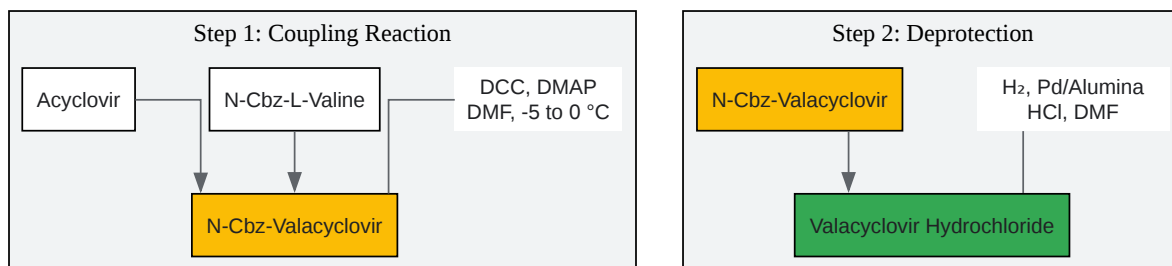 Step 1: Coupling Reaction
Acyclovir
N-Cbz-L-Valine
DCC, DMAP
DMF, -5 to 0 °C
N-Cbz-Valacyclovir
Step 2: Deprotection
N-Cbz-Valacyclovir
H₂, Pd/Alumina
HCl, DMF
Valacyclovir Hydrochloride